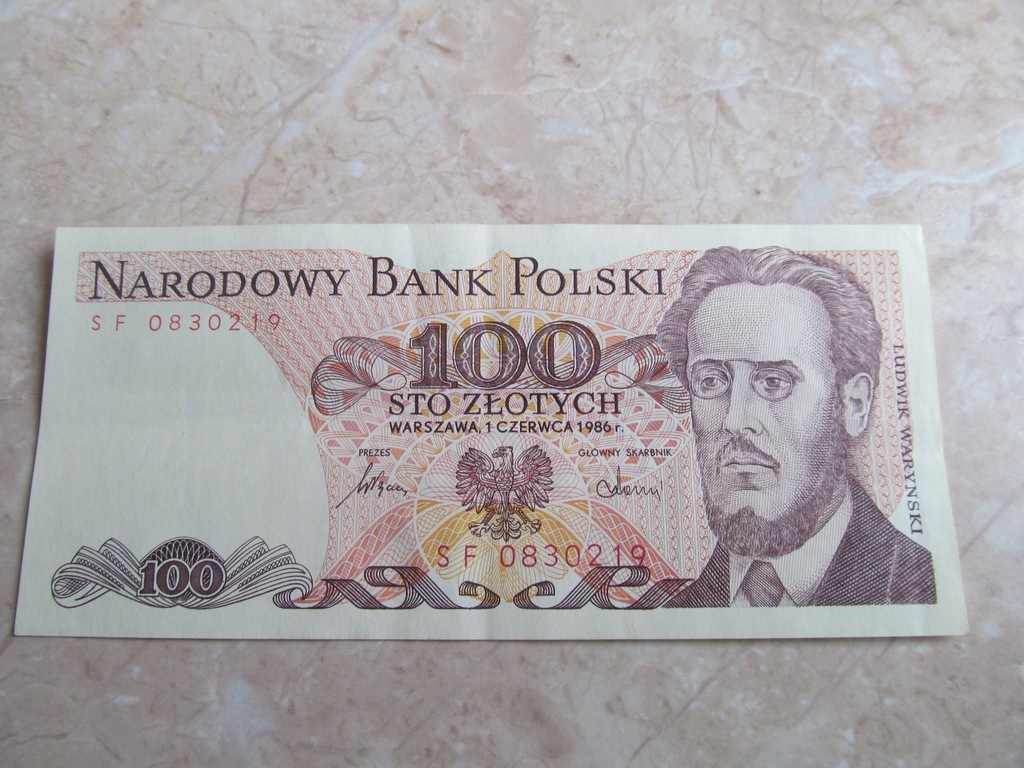 NARODOWY BANK POLSKI
SF 0830219
100
STO ZŁOTYCH
WARSZAWA, 1 CZERWCA 1986 r.
PREZES
GŁÓWNY SKARBNIK
SF 0830219
100
LUDWIK WARYŃSKI